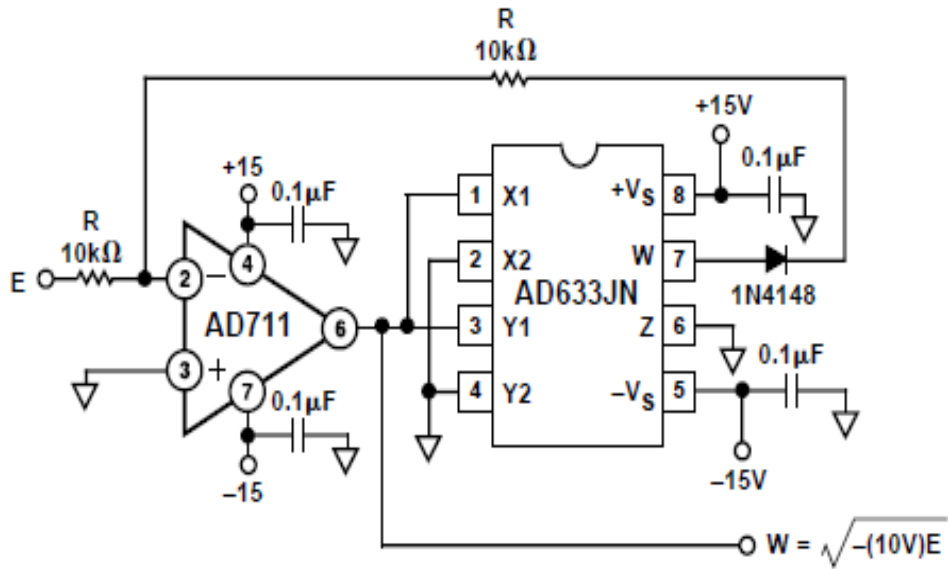 R
10kΩ
+15V
0.1µF
+15
0.1µF
R
10kΩ
E
2
–
4
AD711
6
3
+
7
0.1µF
–15
1
X1
+VS
8
2
X2
W
7
AD633JN
1N4148
3
Y1
Z
6
0.1µF
4
Y2
–VS
5
–15V
W = √–(10V)E